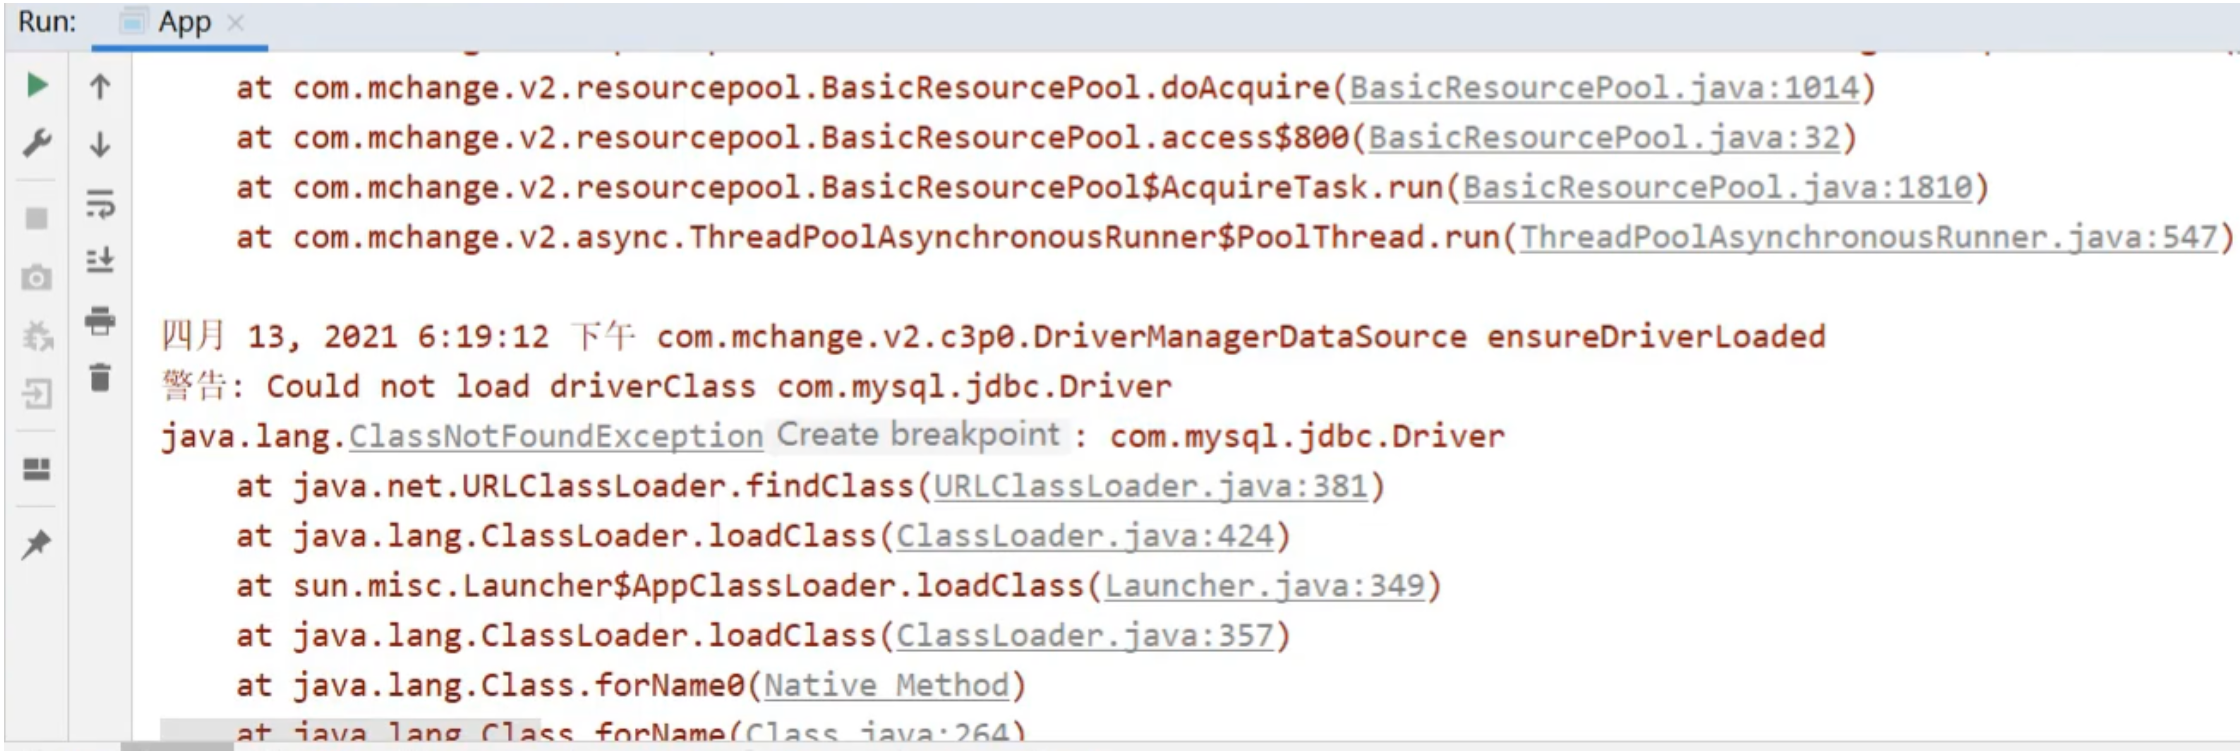 Run: App
at com.mchange.v2.resourcepool.BasicResourcePool.doAcquire(BasicResourcePool.java:1014)
at com.mchange.v2.resourcepool.BasicResourcePool.access$800(BasicResourcePool.java:32)
at com.mchange.v2.resourcepool.BasicResourcePool$AcquireTask.run(BasicResourcePool.java:1810)
at com.mchange.v2.async.ThreadPoolAsynchronousRunner$PoolThread.run(ThreadPoolAsynchronousRunner.java:547)
四月 13, 2021 6:19:12 下午 com.mchange.v2.c3p0.DriverManagerDataSource ensureDriverLoaded
警告: Could not load driverClass com.mysql.jdbc.Driver
java.lang.ClassNotFoundException Create breakpoint : com.mysql.jdbc.Driver
at java.net.URLClassLoader.findClass(URLClassLoader.java:381)
at java.lang.ClassLoader.loadClass(ClassLoader.java:424)
at sun.misc.Launcher$AppClassLoader.loadClass(Launcher.java:349)
at java.lang.ClassLoader.loadClass(ClassLoader.java:357)
at java.lang.Class.forName0(Native Method)
at java.lang.Class.forName(Class.java:264)